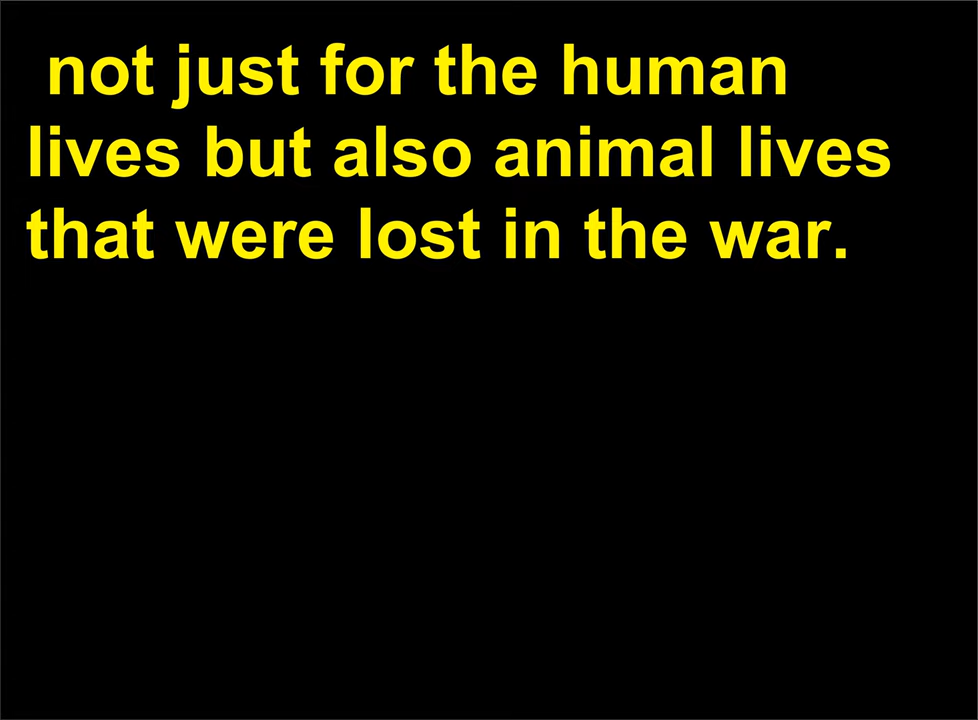 not just for the human
lives but also animal lives
that were lost in the war.